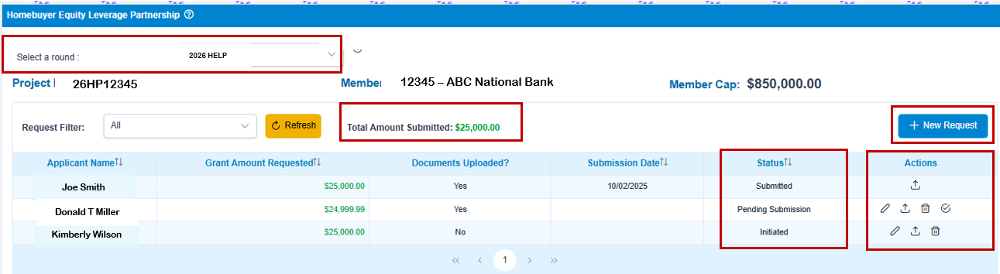 Homebuyer Equity Leverage Partnership
Select a round : 2026 HELP
Project 26HP12345 Member 12345 – ABC National Bank Member Cap: $850,000.00
Request Filter: All Refresh Total Amount Submitted: $25,000.00 + New Request
Applicant Name Grant Amount Requested Documents Uploaded? Submission Date Status Actions
Joe Smith $25,000.00 Yes 10/02/2025 Submitted
Donald T Miller $24,999.99 Yes Pending Submission
Kimberly Wilson $25,000.00 No Initiated
« ‹ 1 › »